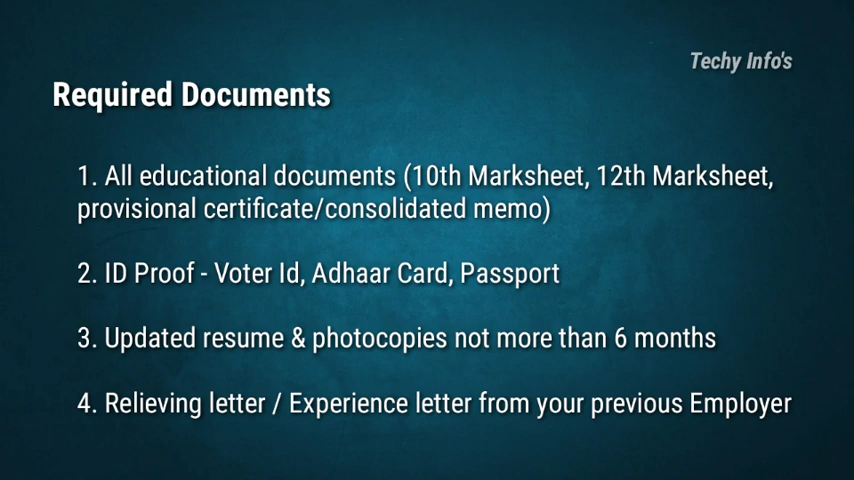 Techy Info's
Required Documents
1. All educational documents (10th Marksheet, 12th Marksheet,
provisional certificate/consolidated memo)
2. ID Proof - Voter Id, Adhaar Card, Passport
3. Updated resume & photocopies not more than 6 months
4. Relieving letter / Experience letter from your previous Employer